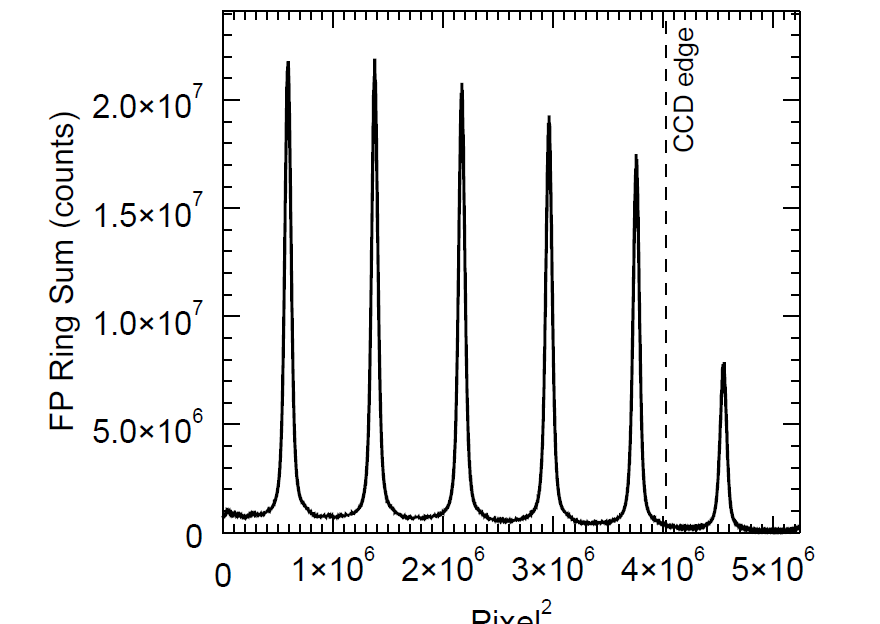 FP Ring Sum (counts)
2.0×10⁷
1.5×10⁷
1.0×10⁷
5.0×10⁶
0
CCD edge
0 1×10⁶ 2×10⁶ 3×10⁶ 4×10⁶ 5×10⁶
Pixel²